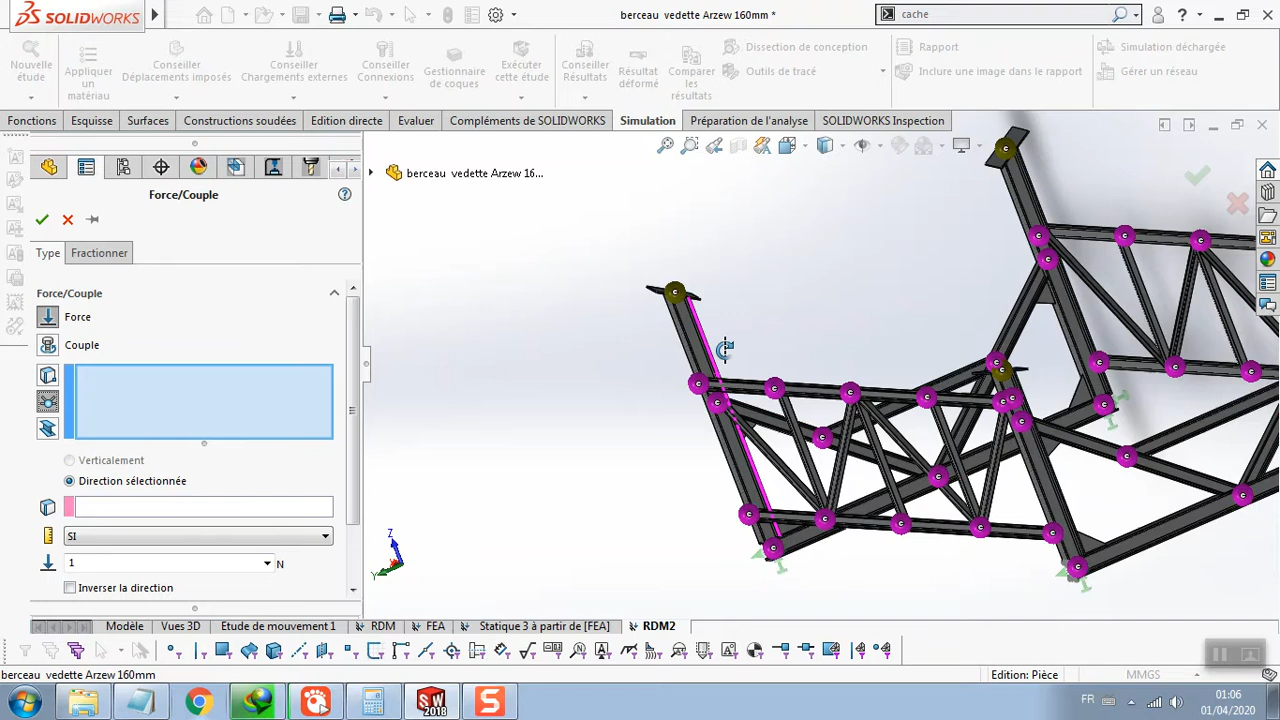 SOLIDWORKS
berceau vedette Arzew 160mm *
cache
Nouvelle étude
Appliquer un matériau
Conseiller Déplacements imposés
Conseiller Chargements externes
Conseiller Connexions
Gestionnaire de coques
Exécuter cette étude
Conseiller Résultats
Résultat déformé
Comparer les résultats
Dissection de conception
Outils de tracé
Rapport
Inclure une image dans le rapport
Simulation déchargée
Gérer un réseau
Fonctions
Esquisse
Surfaces
Constructions soudées
Edition directe
Evaluer
Compléments de SOLIDWORKS
Simulation
Préparation de l'analyse
SOLIDWORKS Inspection
berceau vedette Arzew 16...
Force/Couple
Type
Fractionner
Force/Couple
Force
Couple
Verticalement
Direction sélectionnée
SI
1
N
Inverser la direction
Z
Y
Modèle
Vues 3D
Etude de mouvement 1
RDM
FEA
Statique 3 à partir de [FEA]
RDM2
berceau vedette Arzew 160mm
Edition: Pièce
MMGS
SW
2018
S
FR
01:06
01/04/2020